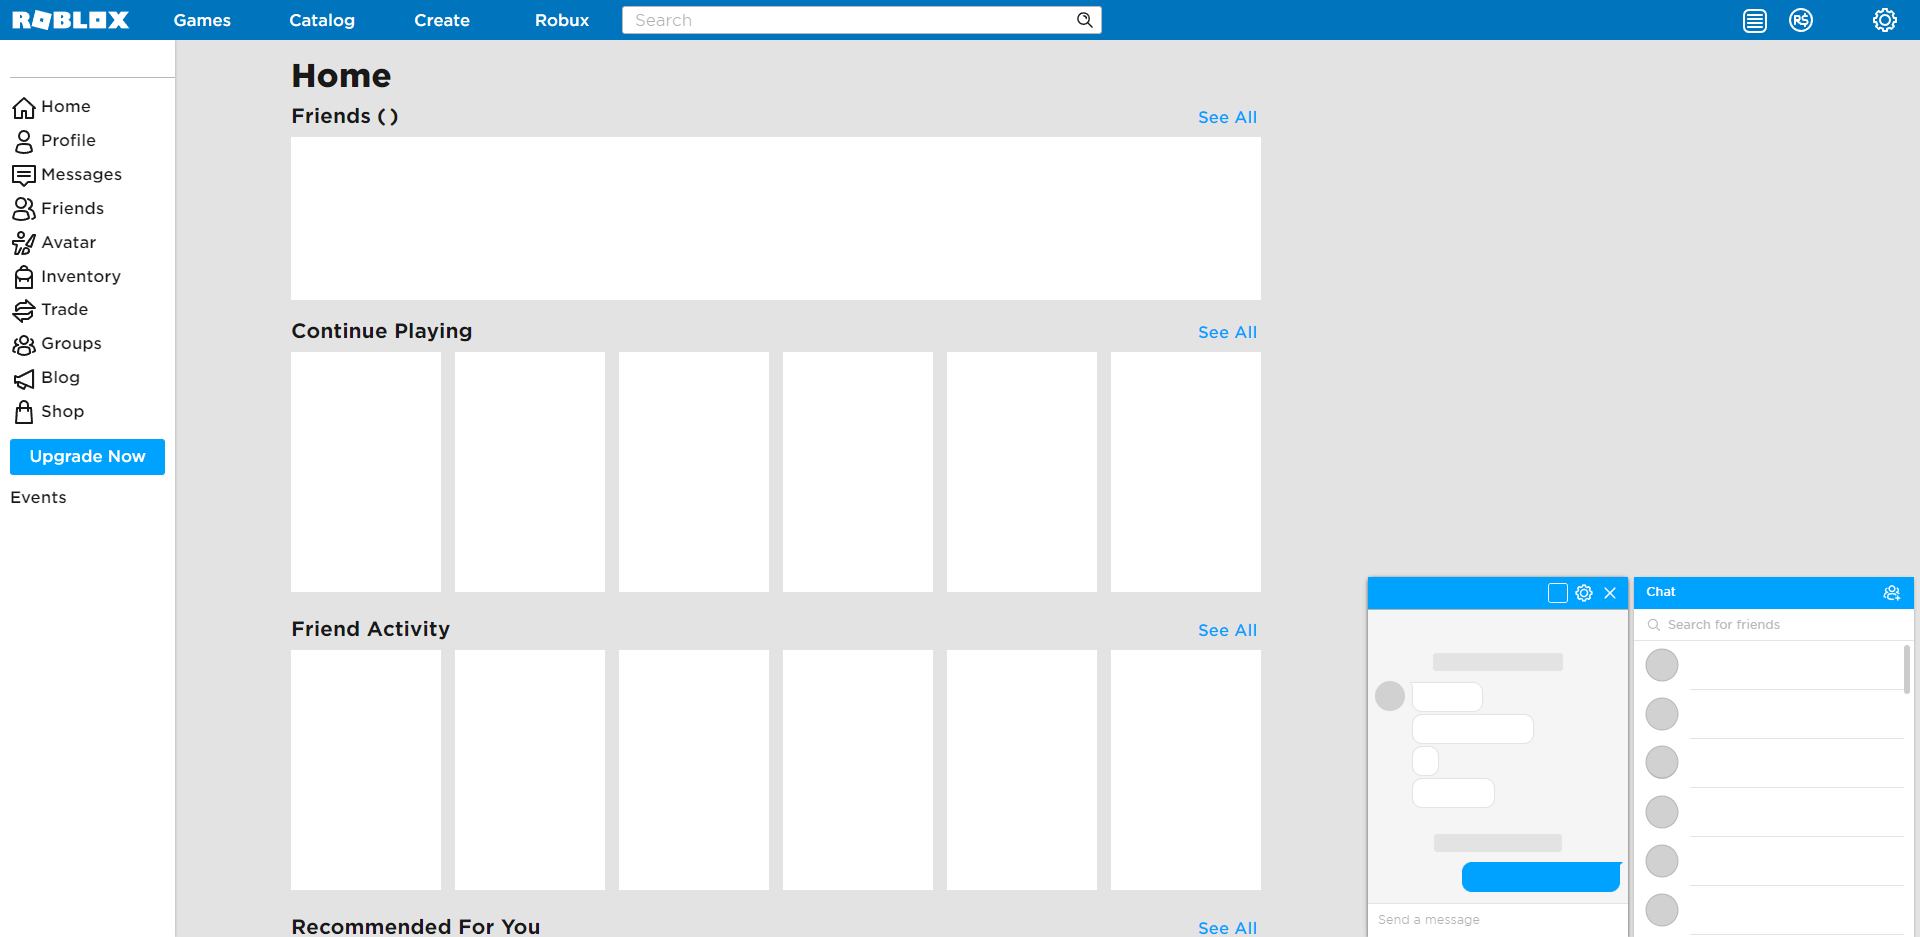 ROBLOX Games Catalog Create Robux Search
Home
Profile
Messages
Friends
Avatar
Inventory
Trade
Groups
Blog
Shop
Upgrade Now
Events
Home
Friends ( ) See All
Continue Playing See All
Friend Activity See All
Recommended For You See All
Send a message
Chat
Search for friends